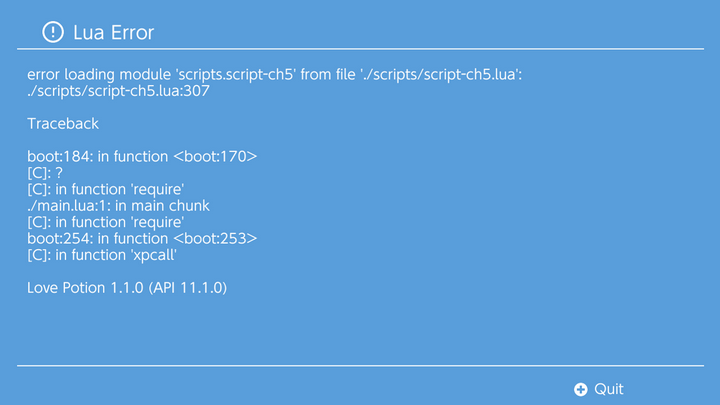 Lua Error
error loading module 'scripts.script-ch5' from file './scripts/script-ch5.lua':
./scripts/script-ch5.lua:307
Traceback
boot:184: in function <boot:170>
[C]: ?
[C]: in function 'require'
./main.lua:1: in main chunk
[C]: in function 'require'
boot:254: in function <boot:253>
[C]: in function 'xpcall'
Love Potion 1.1.0 (API 11.1.0)
Quit